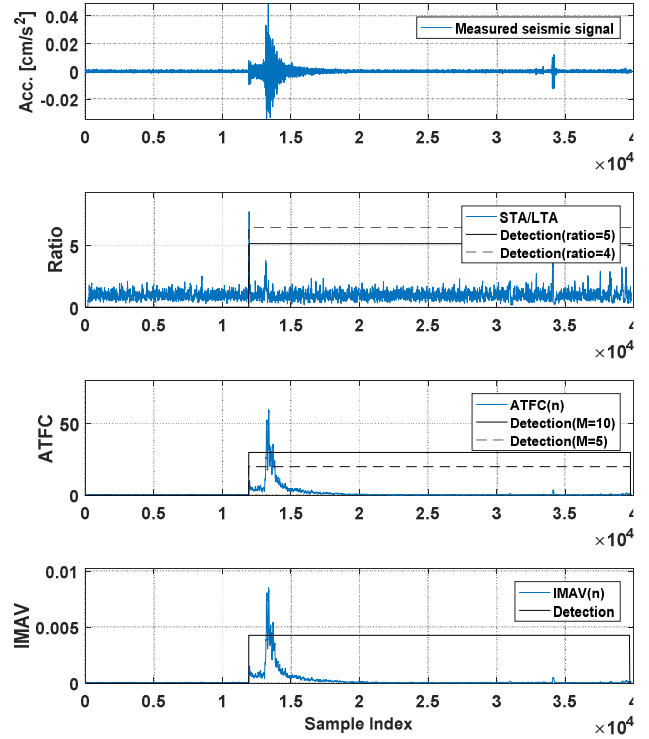 0.04
0.02
0
-0.02
Acc. [cm/s²]
Measured seismic signal
0 0.5 1 1.5 2 2.5 3 3.5 4
×10⁴
5
0
Ratio
STA/LTA
Detection(ratio=5)
Detection(ratio=4)
0 0.5 1 1.5 2 2.5 3 3.5 4
×10⁴
50
0
ATFC
ATFC(n)
Detection(M=10)
Detection(M=5)
0 0.5 1 1.5 2 2.5 3 3.5 4
×10⁴
0.01
0.005
0
IMAV
IMAV(n)
Detection
0 0.5 1 1.5 2 2.5 3 3.5 4
×10⁴
Sample Index